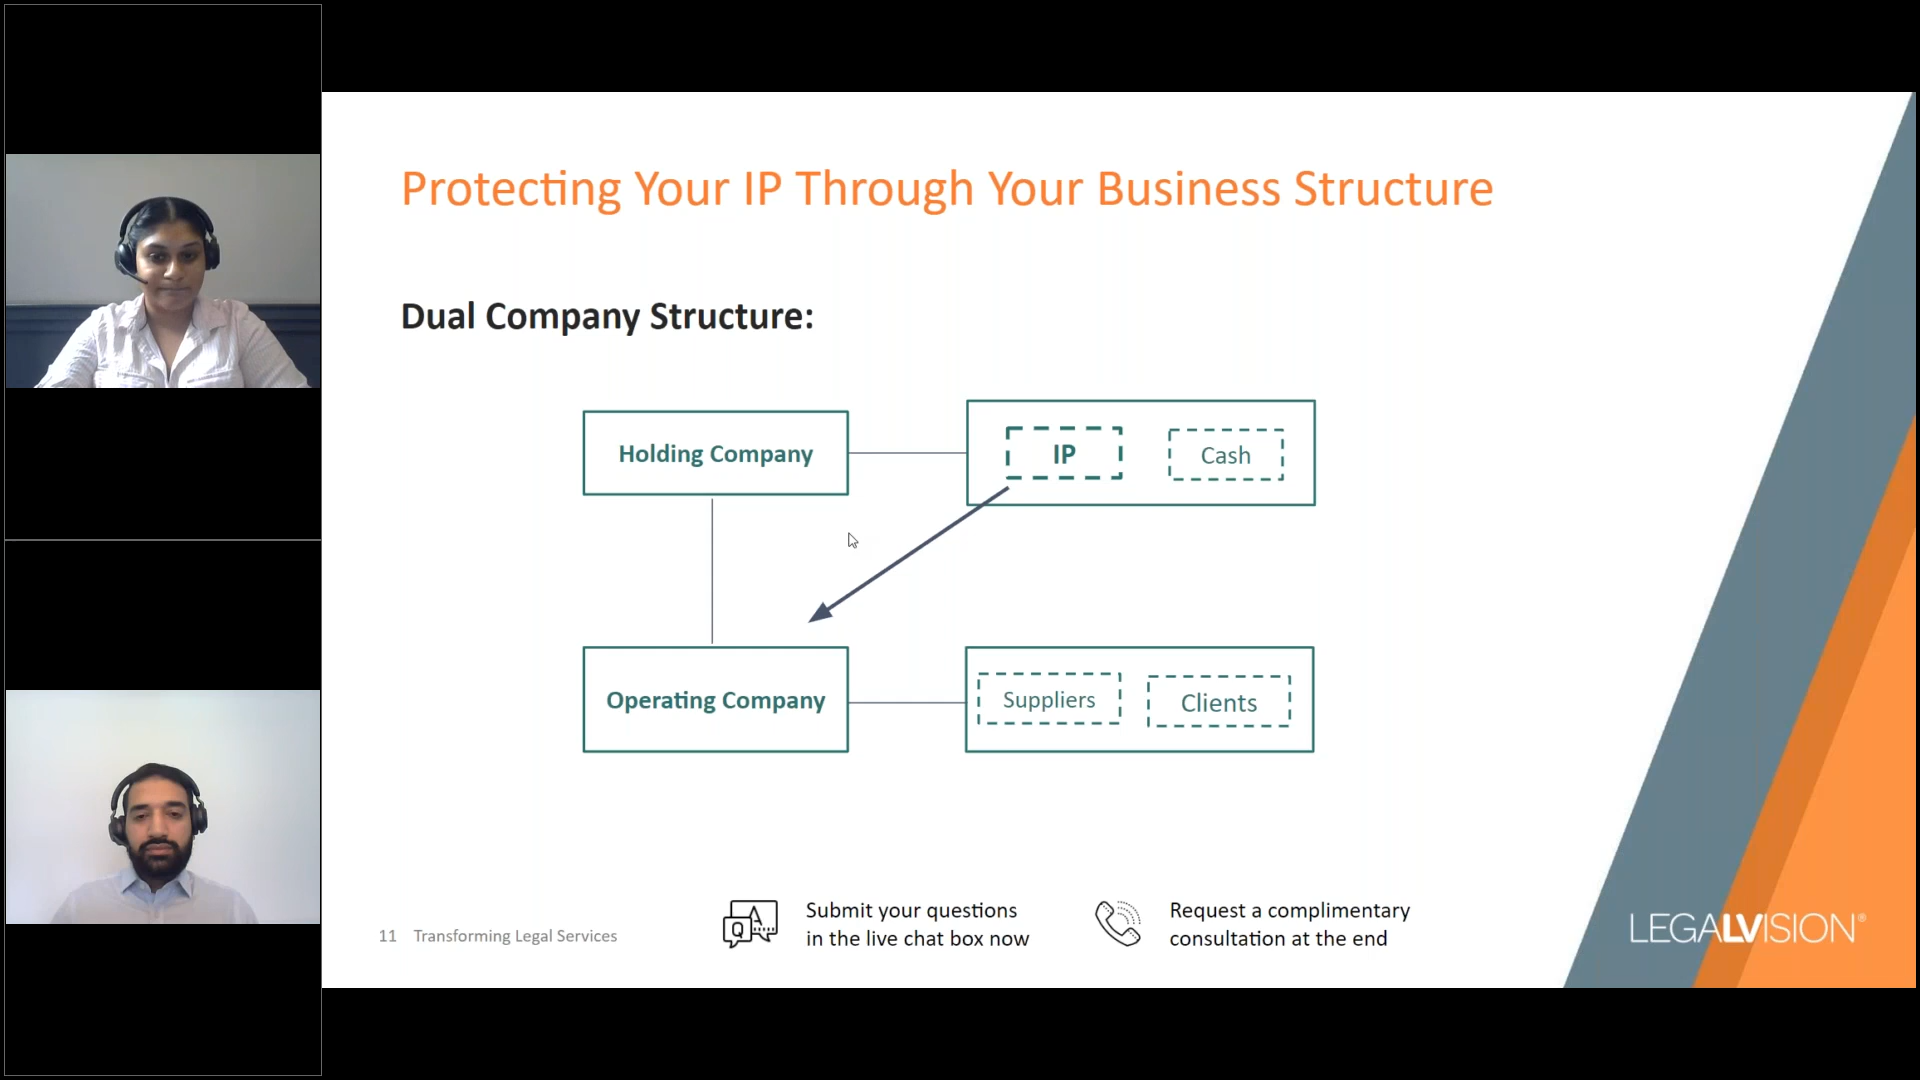 Protecting Your IP Through Your Business Structure
Dual Company Structure:
Holding Company
IP
Cash
Operating Company
Suppliers
Clients
11 Transforming Legal Services
Q A
Submit your questions
in the live chat box now
Request a complimentary
consultation at the end
LEGALVISION®